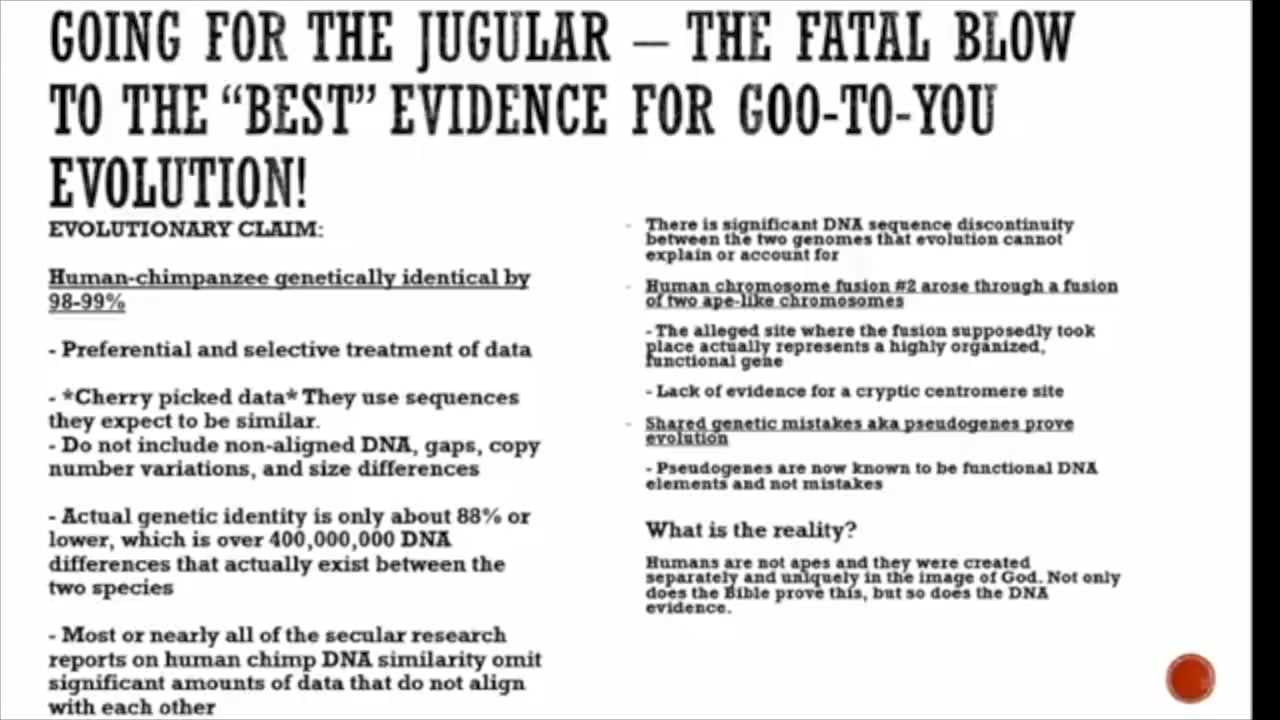 GOING FOR THE JUGULAR – THE FATAL BLOW
TO THE “BEST” EVIDENCE FOR GOO-TO-YOU
EVOLUTION!
EVOLUTIONARY CLAIM:
Human-chimpanzee genetically identical by
98-99%
- Preferential and selective treatment of data
- *Cherry picked data* They use sequences
they expect to be similar.
- Do not include non-aligned DNA, gaps, copy
number variations, and size differences
- Actual genetic identity is only about 88% or
lower, which is over 400,000,000 DNA
differences that actually exist between the
two species
- Most or nearly all of the secular research
reports on human chimp DNA similarity omit
significant amounts of data that do not align
with each other
- There is significant DNA sequence discontinuity
between the two genomes that evolution cannot
explain or account for
- Human chromosome fusion #2 arose through a fusion
of two ape-like chromosomes
- The alleged site where the fusion supposedly took
place actually represents a highly organized,
functional gene
- Lack of evidence for a cryptic centromere site
- Shared genetic mistakes aka pseudogenes prove
evolution
- Pseudogenes are now known to be functional DNA
elements and not mistakes
What is the reality?
Humans are not apes and they were created
separately and uniquely in the image of God. Not only
does the Bible prove this, but so does the DNA
evidence.